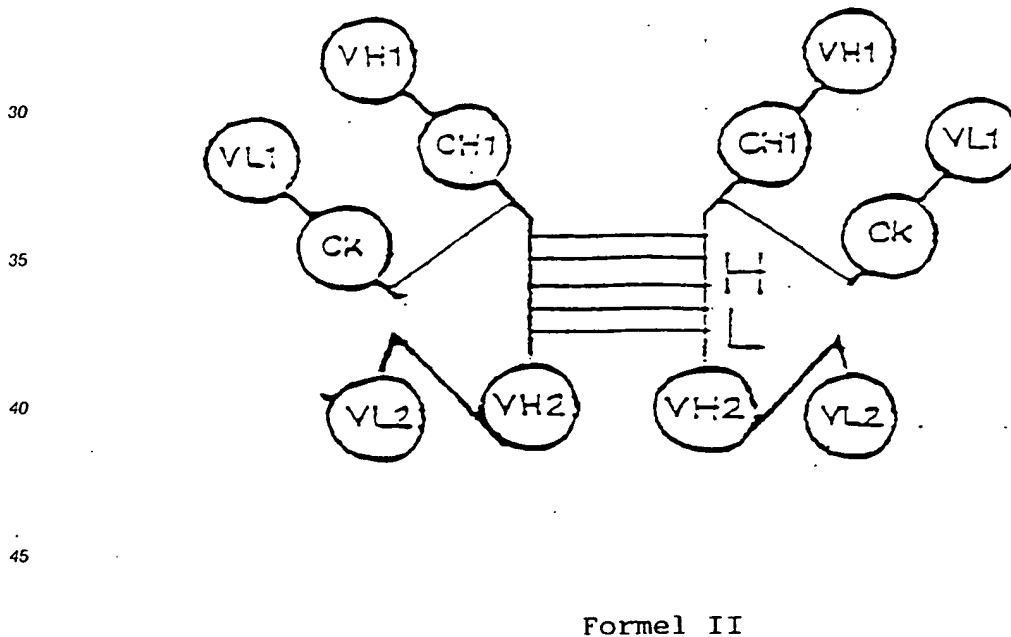 VH1 VH1
30
CH1 CH1
VL1 VL1
CK CK
35
H
L
40 VL2 VH2 VH2 VL2
45
Formel II